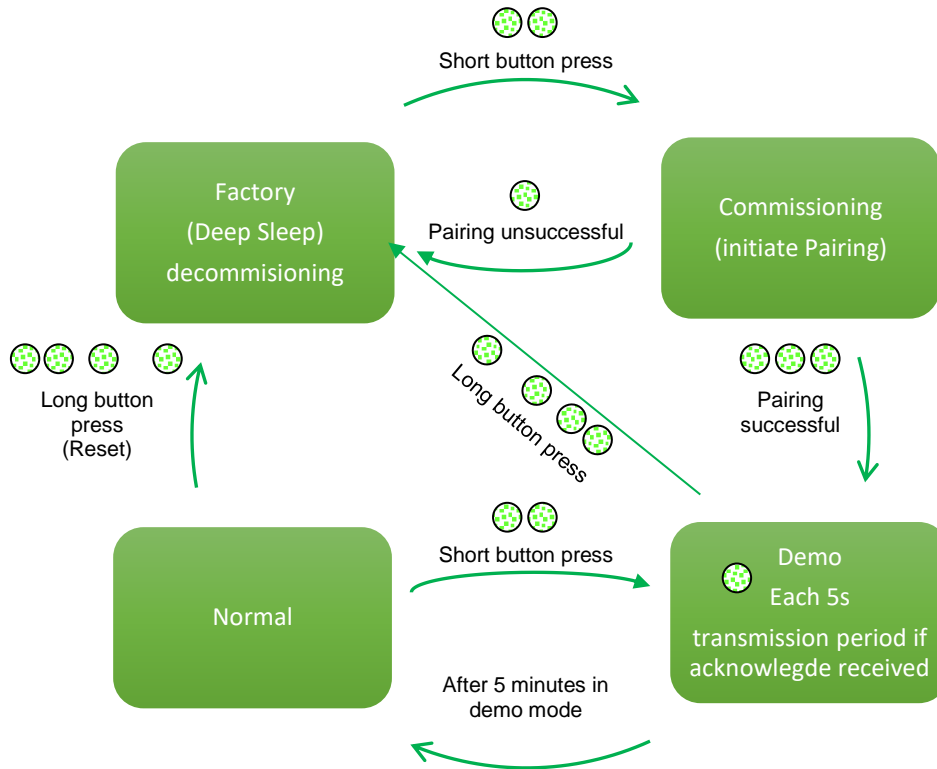 Short button press
Factory
(Deep Sleep)
decommisioning
Pairing unsuccessful
Commissioning
(initiate Pairing)
Long button
press
(Reset)
Long button press
Pairing
successful
Normal
Short button press
Demo
Each 5s
transmission period if
acknowlegde received
After 5 minutes in
demo mode